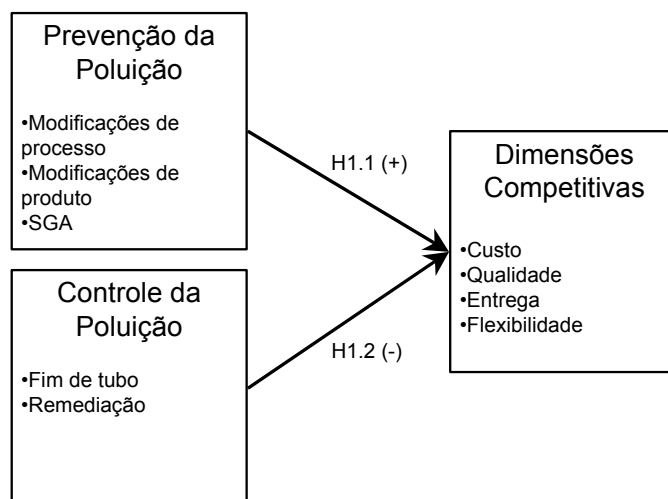 Prevenção da
Poluição
•Modificações de
processo
•Modificações de
produto
•SGA
H1.1 (+)
Dimensões
Competitivas
•Custo
•Qualidade
•Entrega
•Flexibilidade
Controle da
Poluição
•Fim de tubo
•Remediação
H1.2 (-)